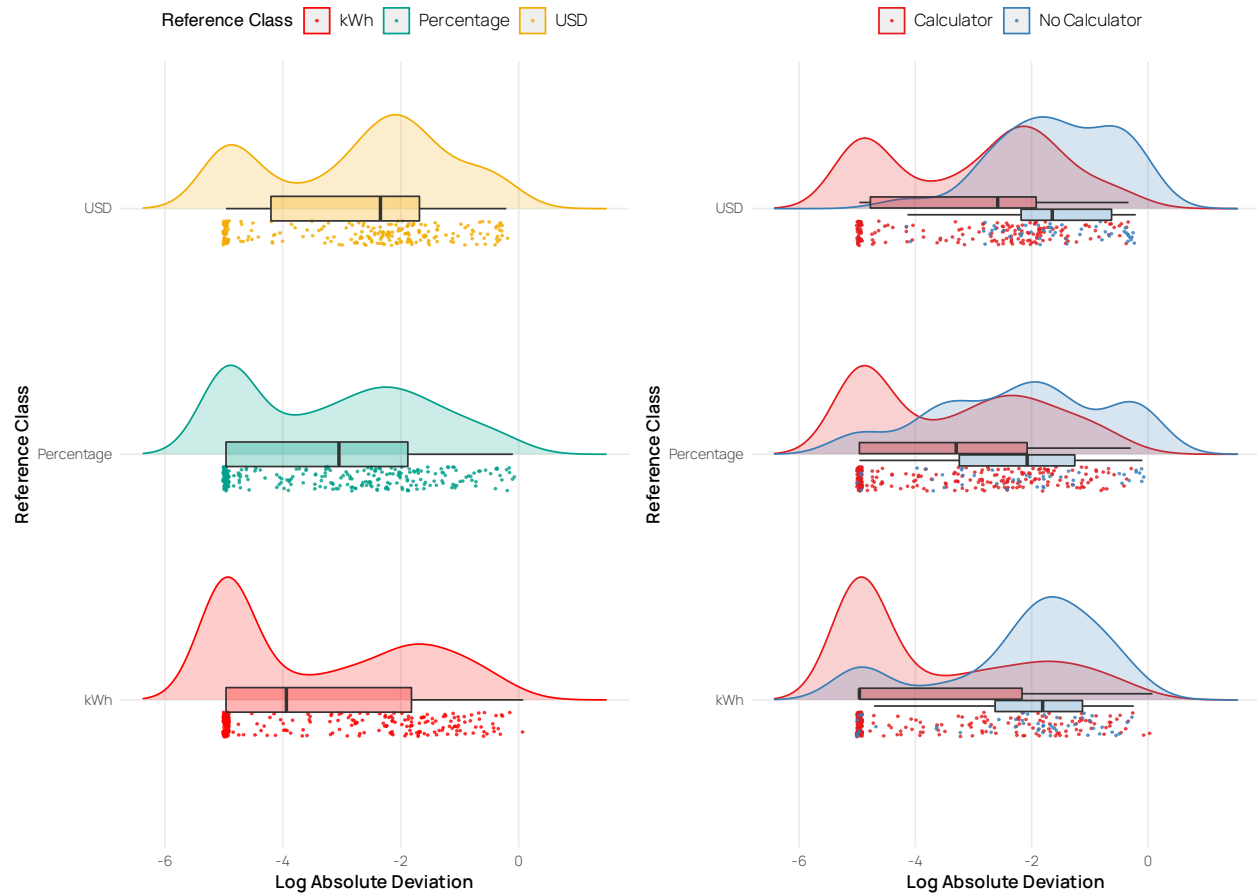 Reference Class kWh Percentage USD
Calculator No Calculator
USD
Percentage
kWh
Reference Class
-6 -4 -2 0
Log Absolute Deviation
USD
Percentage
kWh
Reference Class
-6 -4 -2 0
Log Absolute Deviation